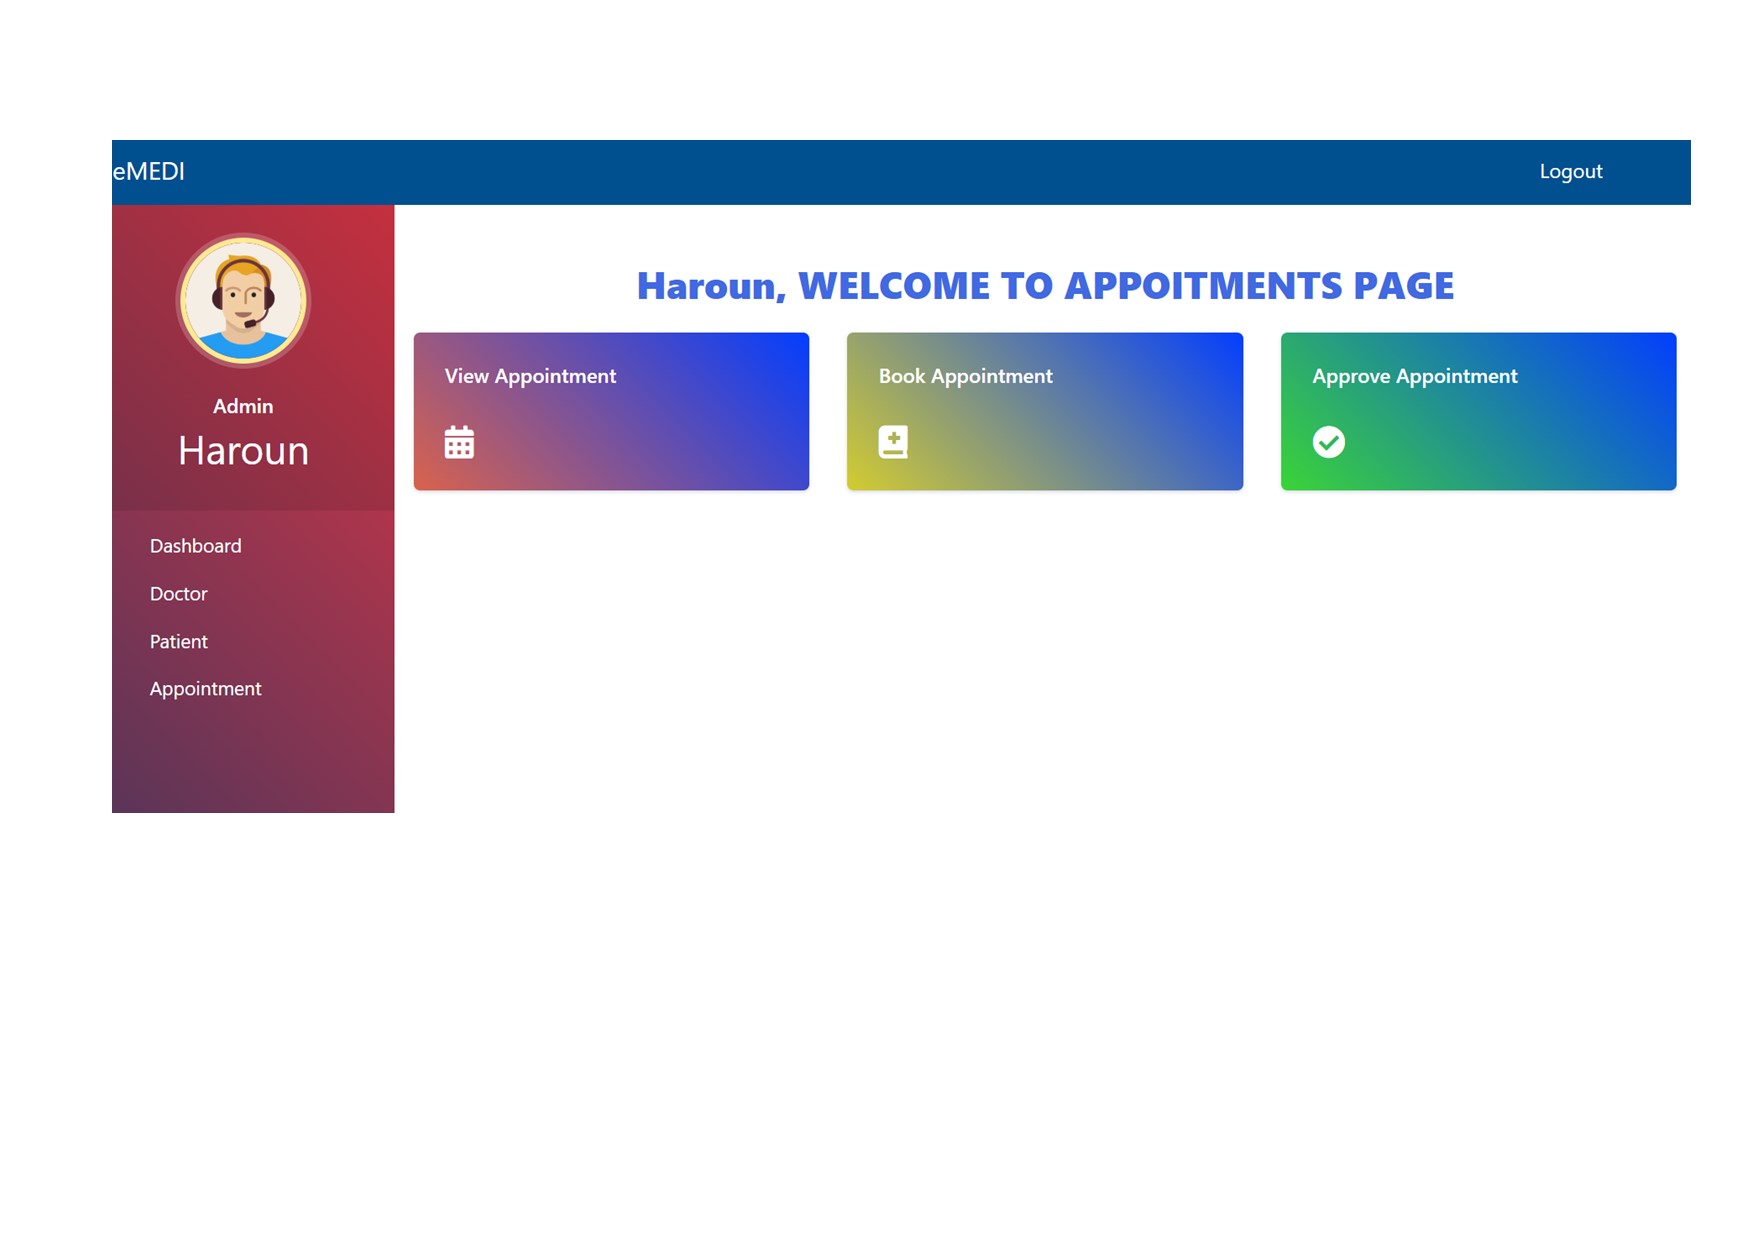 eMEDI
Logout
Admin
Haroun
Dashboard
Doctor
Patient
Appointment
Haroun, WELCOME TO APPOITMENTS PAGE
View Appointment
Book Appointment
Approve Appointment